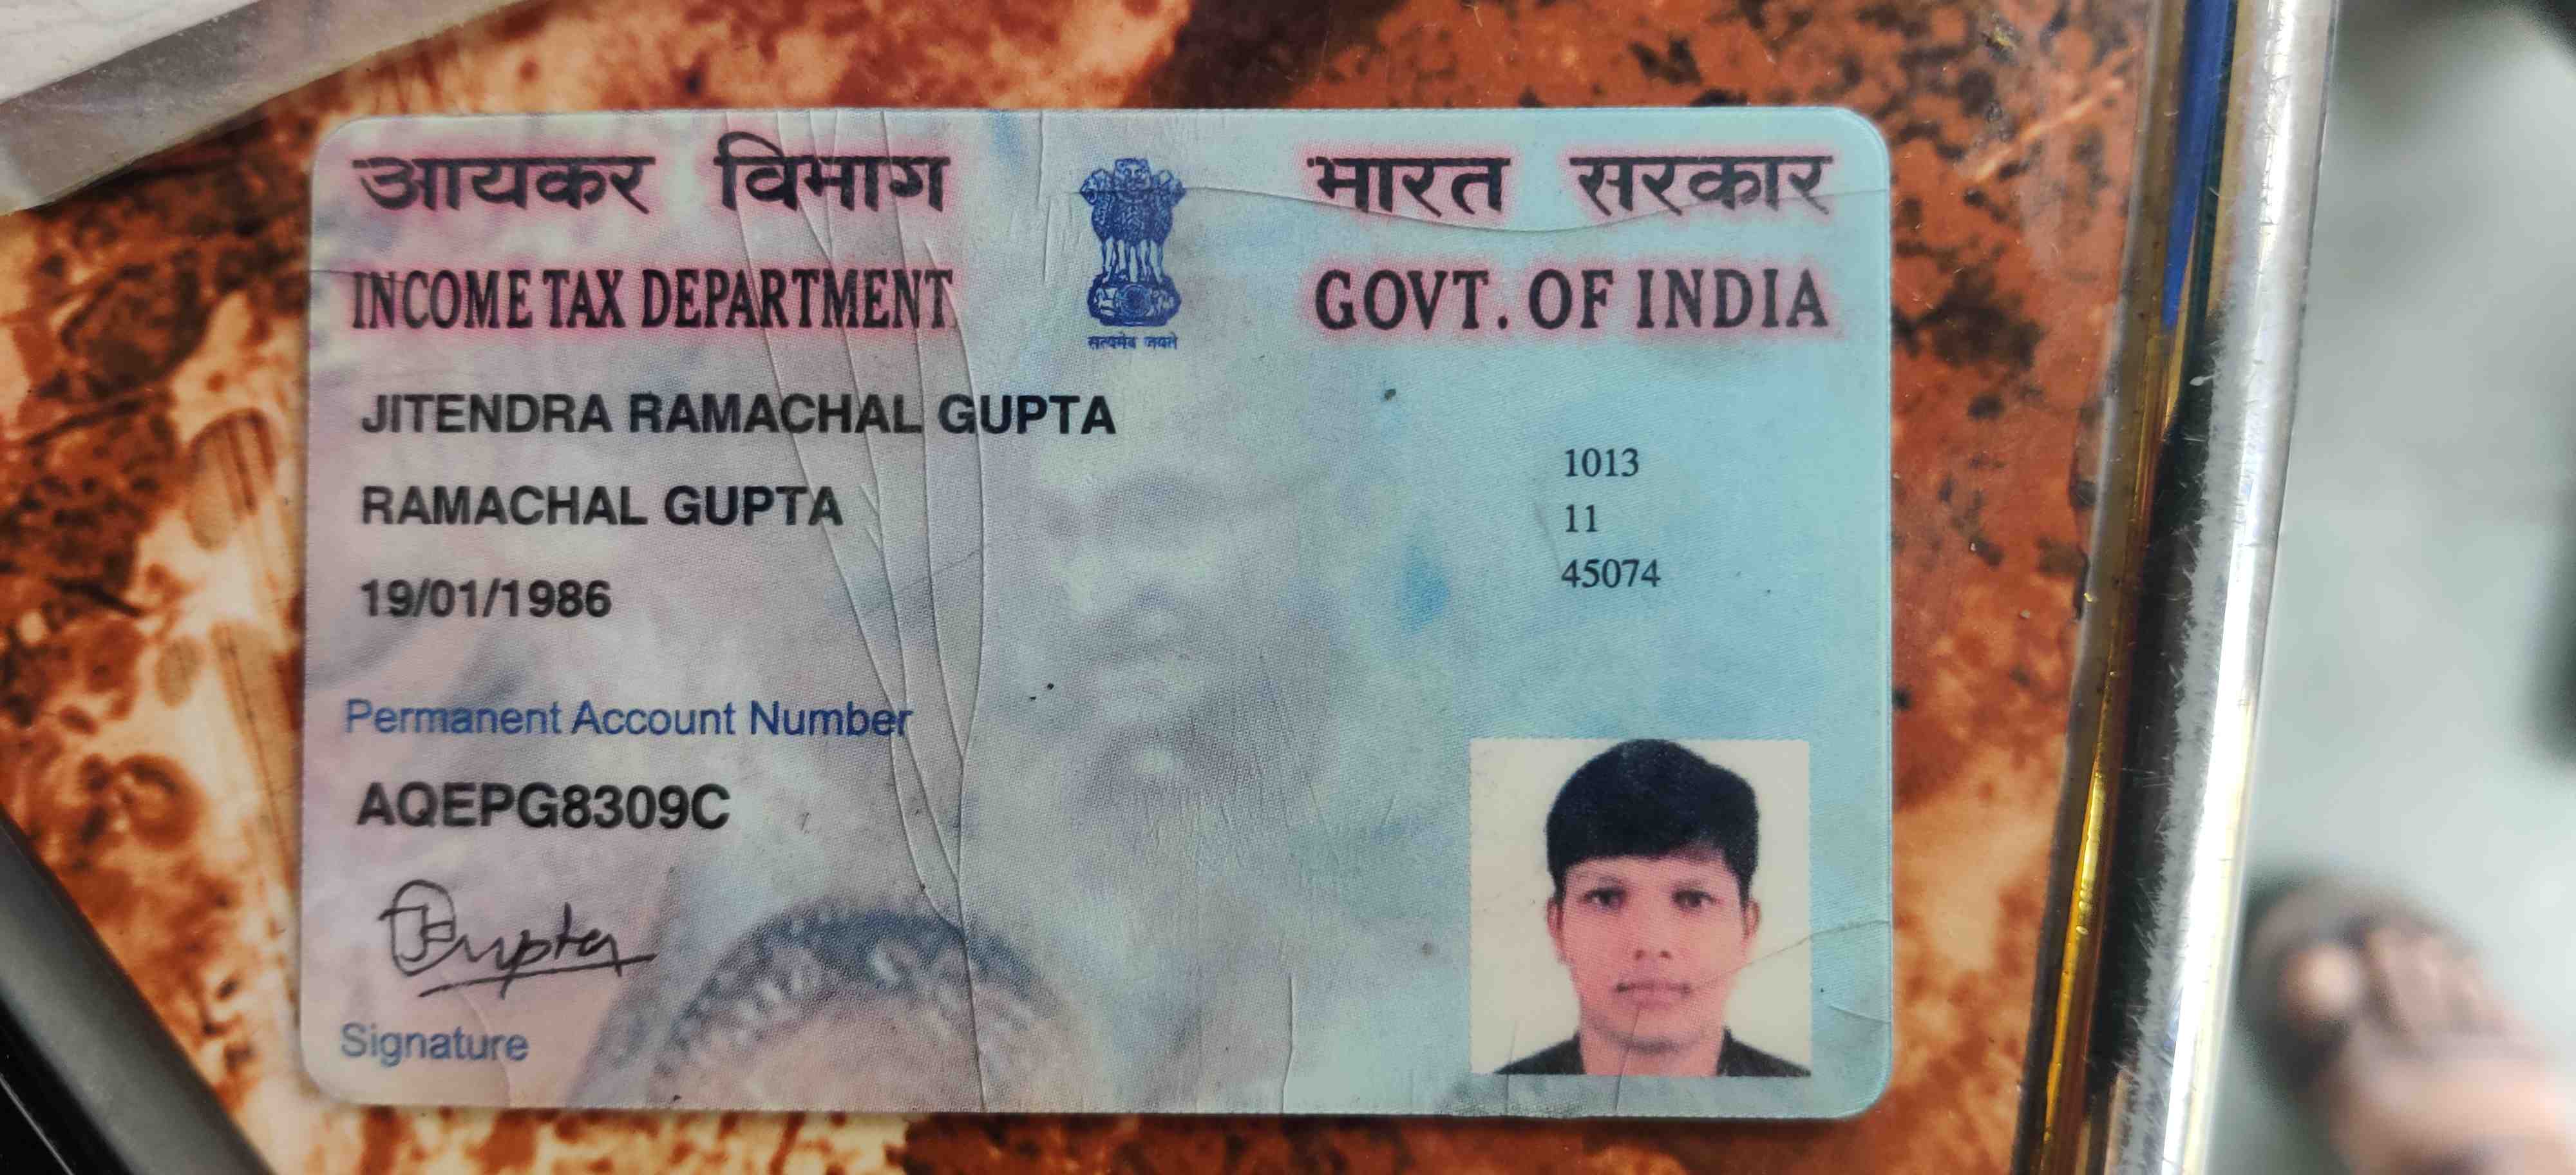 आयकर विभाग
INCOME TAX DEPARTMENT
सत्यमेव जयते
भारत सरकार
GOVT. OF INDIA
JITENDRA RAMACHAL GUPTA
RAMACHAL GUPTA
19/01/1986
1013
11
45074
Permanent Account Number
AQEPG8309C
JGupta
Signature